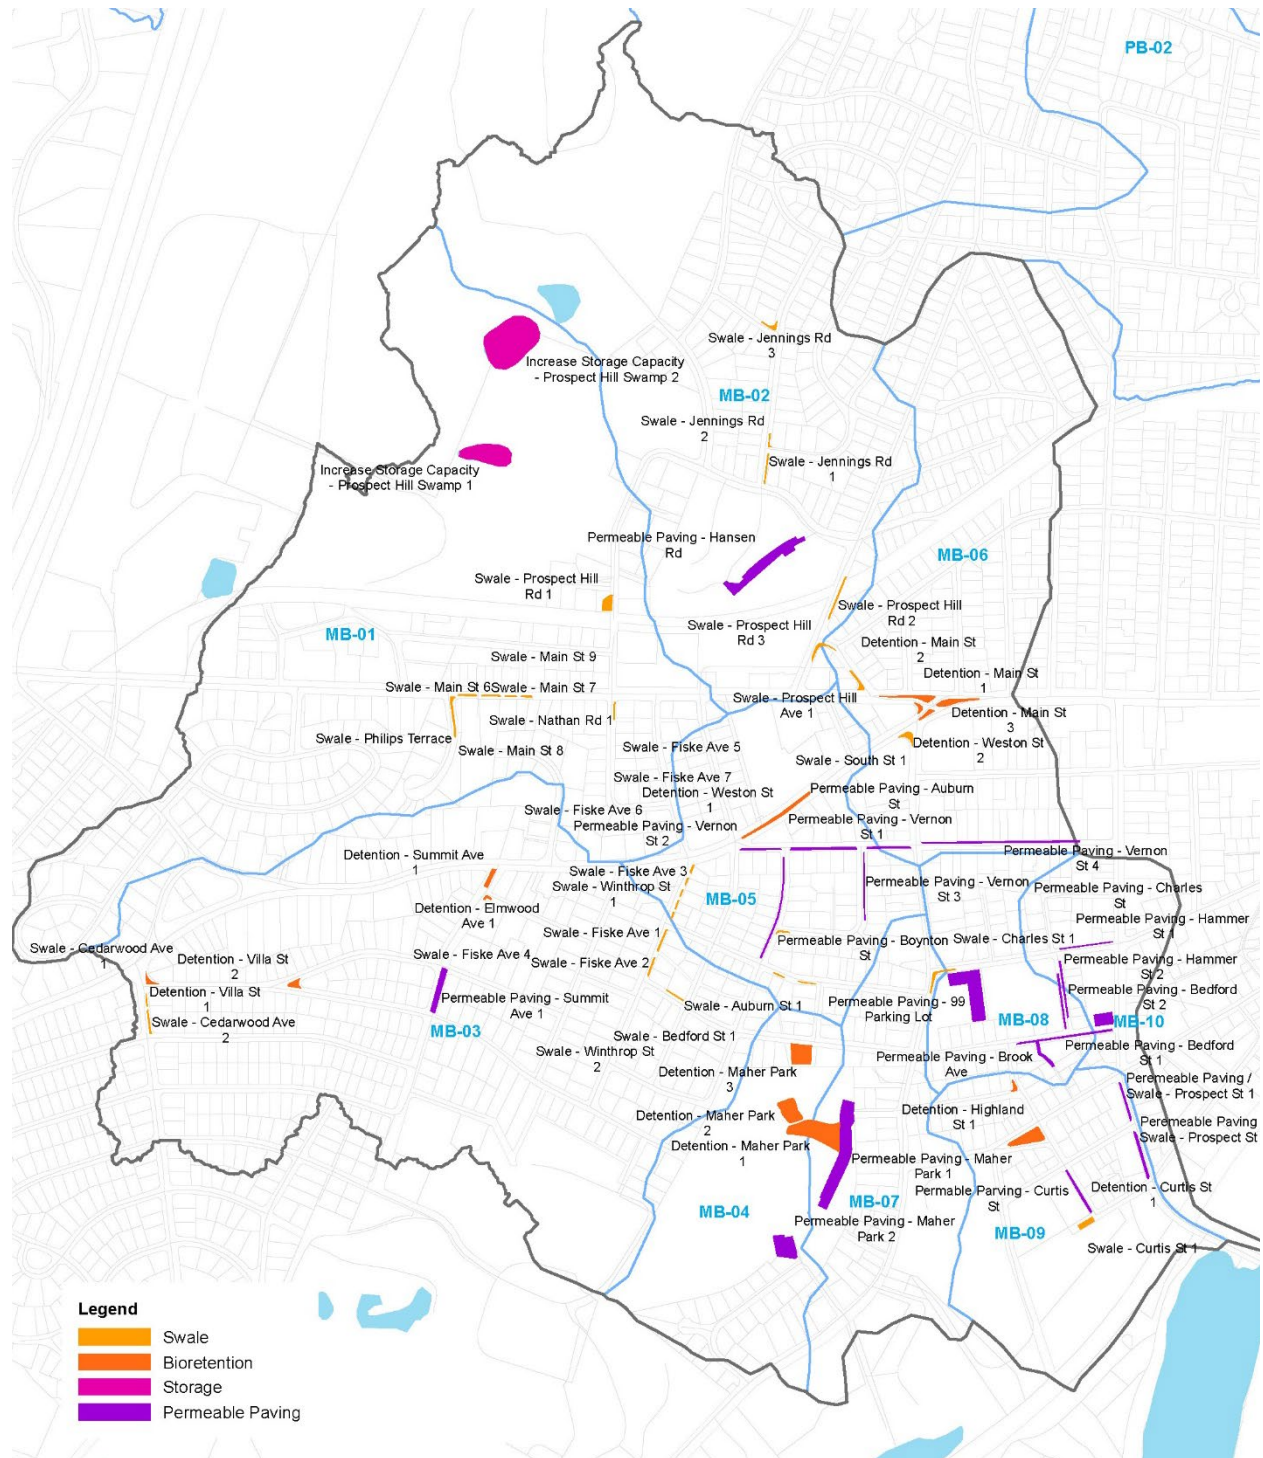 PB-02
Swale - Jennings Rd
3
Increase Storage Capacity
- Prospect Hill Swamp 2
MB-02
Swale - Jennings Rd
2
Swale - Jennings Rd
1
Increase Storage Capacity
- Prospect Hill Swamp 1
Permeable Paving - Hansen
Rd
MB-06
Swale - Prospect Hill
Rd 1
Swale - Prospect Hill
Rd 2
Swale - Prospect Hill
Rd 3
MB-01
Detention - Main St
2
Swale - Main St 9
Detention - Main St
1
Swale - Main St 6
Swale - Main St 7
Swale - Prospect Hill
Ave 1
Detention - Main St
3
Swale - Nathan Rd 1
Swale - Philips Terrace
Swale - Main St 8
Swale - Fiske Ave 5
Detention - Weston St
2
Swale - South St 1
Swale - Fiske Ave 7
Detention - Weston St
1
Permeable Paving - Auburn
St
Swale - Fiske Ave 6
Permeable Paving - Vernon
St 2
Permeable Paving - Vernon
St 1
Detention - Summit Ave
1
Permeable Paving - Vernon
St 4
Swale - Fiske Ave 3
Swale - Winthrop St
1
Permeable Paving - Vernon
St 3
Permeable Paving - Charles
St
MB-05
Detention - Elmwood
Ave 1
Permeable Paving - Hammer
St 1
Swale - Fiske Ave 1
Permeable Paving - Boynton
St
Swale - Charles St 1
Swale - Cedarwood Ave
1
Detention - Villa St
2
Swale - Fiske Ave 4
Swale - Fiske Ave 2
Permeable Paving - Hammer
St 2
Detention - Villa St
1
Permeable Paving - Summit
Ave 1
Swale - Auburn St 1
Permeable Paving - 99
Parking Lot
Permeable Paving - Bedford
St 2
Swale - Cedarwood Ave
2
MB-03
MB-08
MB-10
Swale - Bedford St 1
Swale - Winthrop St
2
Permeable Paving - Bedford
St 1
Permeable Paving - Brook
Ave
Detention - Maher Park
3
Peremeable Paving /
Swale - Prospect St 1
Detention - Maher Park
2
Detention - Highland
St 1
Peremeable Paving
Swale - Prospect St
Detention - Maher Park
1
Permeable Paving - Maher
Park 1
Permeable Paving - Curtis
St
Detention - Curtis St
1
MB-04
MB-07
Permeable Paving - Maher
Park 2
MB-09
Swale - Curtis St 1
Legend
Swale
Bioretention
Storage
Permeable Paving